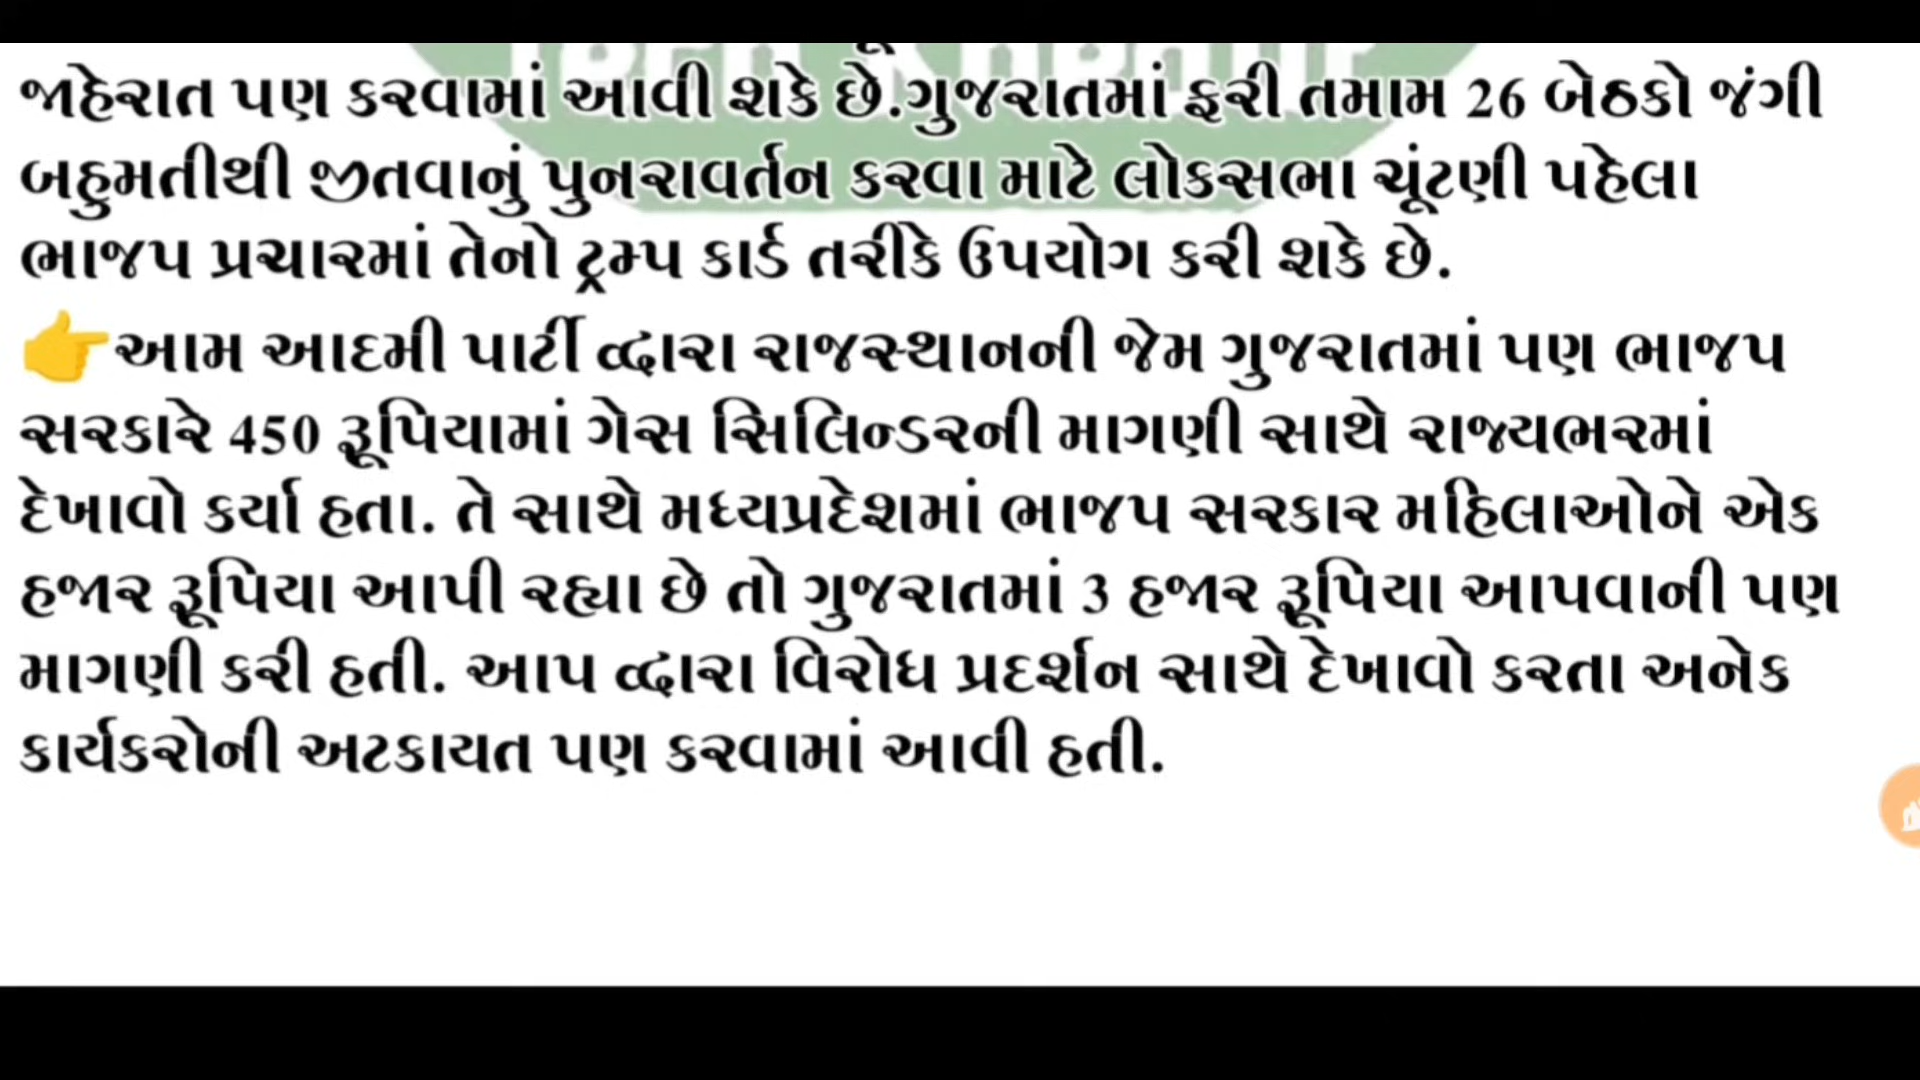 જાહેરાત પણ કરવામાં આવી શકે છે.ગુજરાતમાં ફરી તમામ 26 બેઠકો જંગી
બહુમતીથી જીતવાનું પુનરાવર્તન કરવા માટે લોકસભા ચૂંટણી પહેલા
ભાજપ પ્રચારમાં તેનો ટ્રમ્પ કાર્ડ તરીકે ઉપયોગ કરી શકે છે.
👉આમ આદમી પાર્ટી દ્વારા રાજસ્થાનની જેમ ગુજરાતમાં પણ ભાજપ
સરકારે 450 રૂપિયામાં ગેસ સિલિન્ડરની માગણી સાથે રાજ્યભરમાં
દેખાવો કર્યા હતા. તે સાથે મધ્યપ્રદેશમાં ભાજપ સરકાર મહિલાઓને એક
હજાર રૂપિયા આપી રહ્યા છે તો ગુજરાતમાં 3 હજાર રૂપિયા આપવાની પણ
માગણી કરી હતી. આપ દ્વારા વિરોધ પ્રદર્શન સાથે દેખાવો કરતા અનેક
કાર્યકરોની અટકાયત પણ કરવામાં આવી હતી.